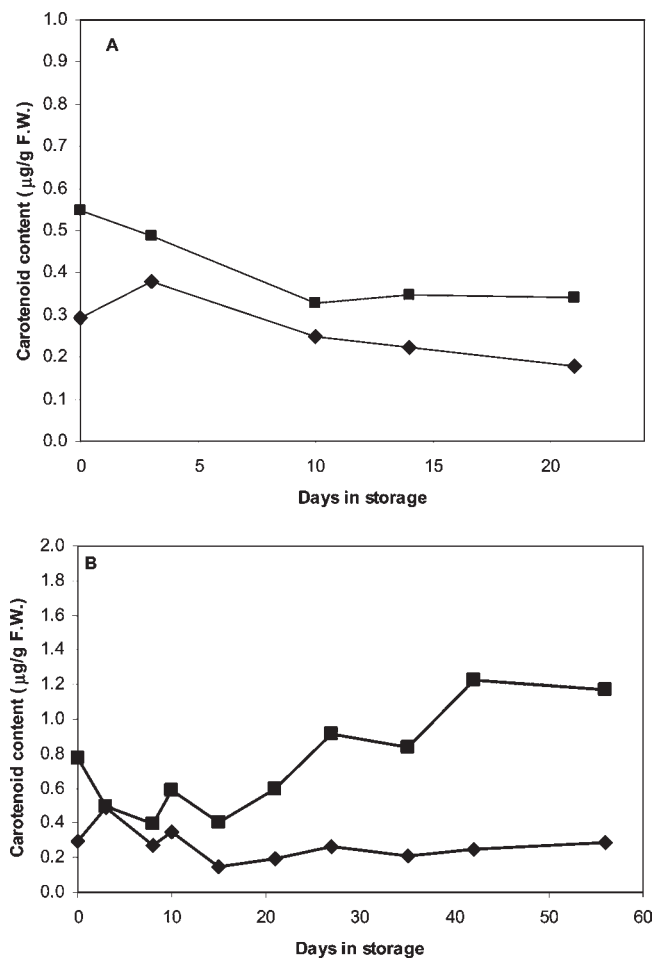 A
Carotenoid content ( µg/g F.W.)
1.0
0.9
0.8
0.7
0.6
0.5
0.4
0.3
0.2
0.1
0.0
0 5 10 15 20
Days in storage
B
Carotenoid content (µg/g F.W.)
2.0
1.8
1.6
1.4
1.2
1.0
0.8
0.6
0.4
0.2
0.0
0 10 20 30 40 50 60
Days in storage